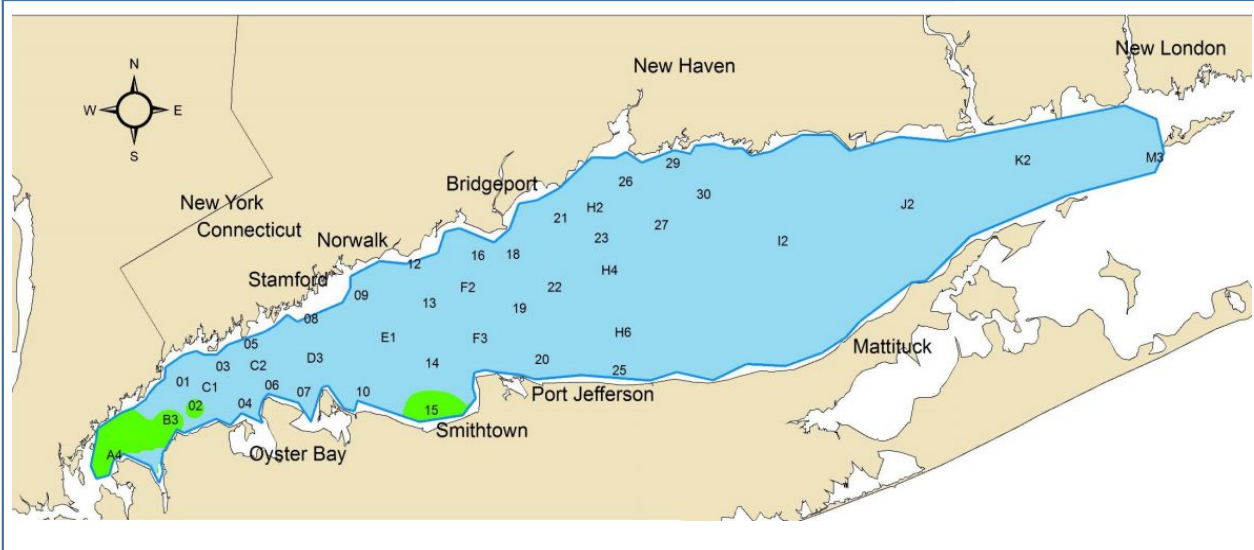 New London
New Haven
N
W E
S
29
K2
M3
26
30
Bridgeport
H2
J2
21
New York
27
Connecticut
23
I2
Norwalk
16
18
12
H4
Stamford
F2
22
09
13
19
08
H6
E1
F3
05
Mattituck
D3
20
03
C2
14
25
01
C1
06
07
10
Port Jefferson
02
04
15
B3
Smithtown
A4
Oyster Bay